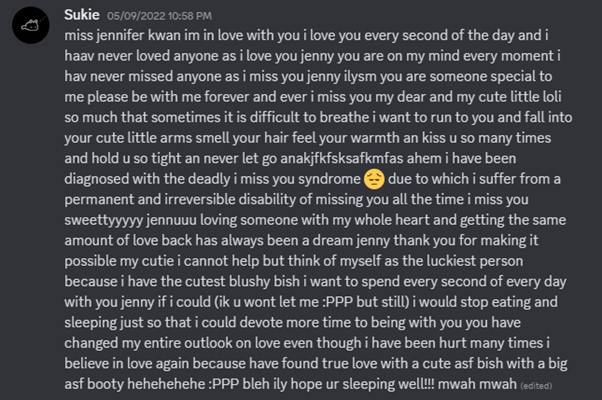 Sukie 05/09/2022 10:58 PM
miss jennifer kwan im in love with you i love you every second of the day and i
haav never loved anyone as i love you jenny you are on my mind every moment i
hav never missed anyone as i miss you jenny ilysm you are someone special to
me please be with me forever and ever i miss you my dear and my cute little loli
so much that sometimes it is difficult to breathe i want to run to you and fall into
your cute little arms smell your hair feel your warmth an kiss u so many times
and hold u so tight an never let go anakjfkfsksafkmfas ahem i have been
diagnosed with the deadly i miss you syndrome 😔 due to which i suffer from a
permanent and irreversible disability of missing you all the time i miss you
sweettyyyyy jennuuu loving someone with my whole heart and getting the same
amount of love back has always been a dream jenny thank you for making it
possible my cutie i cannot help but think of myself as the luckiest person
because i have the cutest blushy bish i want to spend every second of every day
with you jenny if i could (ik u wont let me :PPP but still) i would stop eating and
sleeping just so that i could devote more time to being with you you have
changed my entire outlook on love even though i have been hurt many times i
believe in love again because have found true love with a cute asf bish with a big
asf booty hehehehehe :PPP bleh ily hope ur sleeping well!!! mwah mwah (edited)